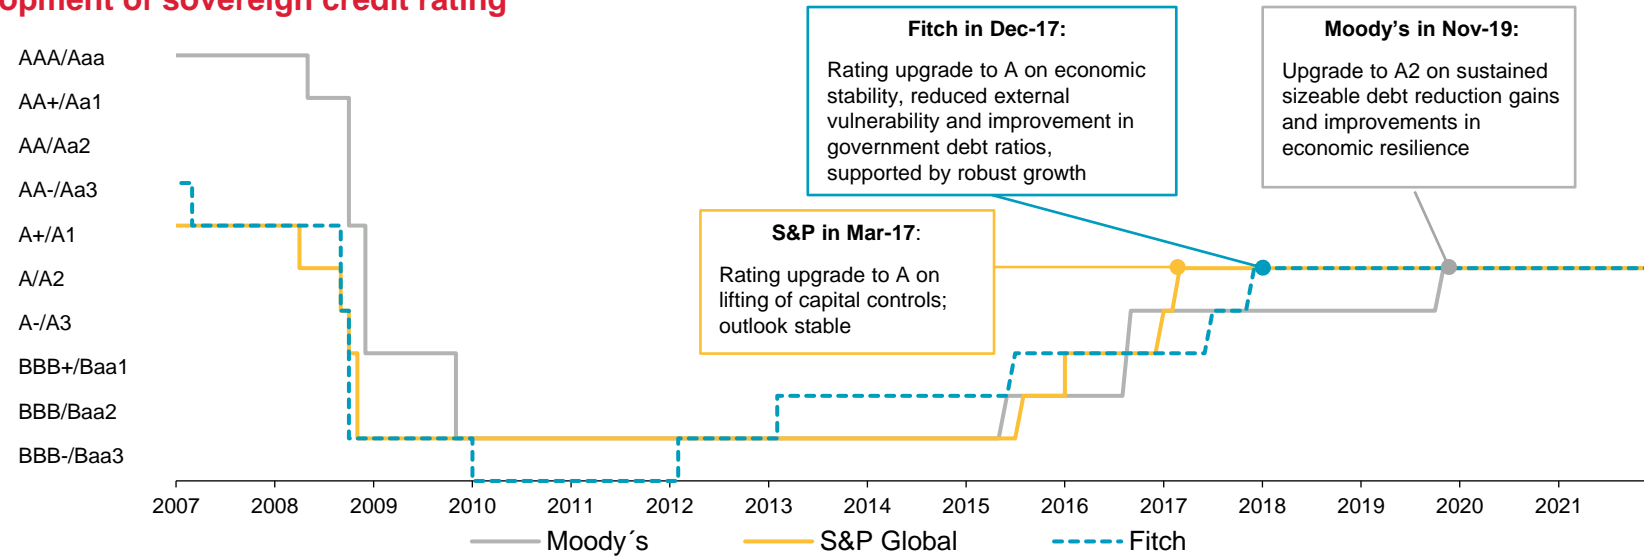 opment of sovereign credit rating
AAA/Aaa
AA+/Aa1
AA/Aa2
AA-/Aa3
A+/A1
A/A2
A-/A3
BBB+/Baa1
BBB/Baa2
BBB-/Baa3
Fitch in Dec-17:
Rating upgrade to A on economic
stability, reduced external
vulnerability and improvement in
government debt ratios,
supported by robust growth
Moody's in Nov-19:
Upgrade to A2 on sustained
sizeable debt reduction gains
and improvements in
economic resilience
S&P in Mar-17:
Rating upgrade to A on
lifting of capital controls;
outlook stable
2007 2008 2009 2010 2011 2012 2013 2014 2015 2016 2017 2018 2019 2020 2021
Moody´s S&P Global Fitch